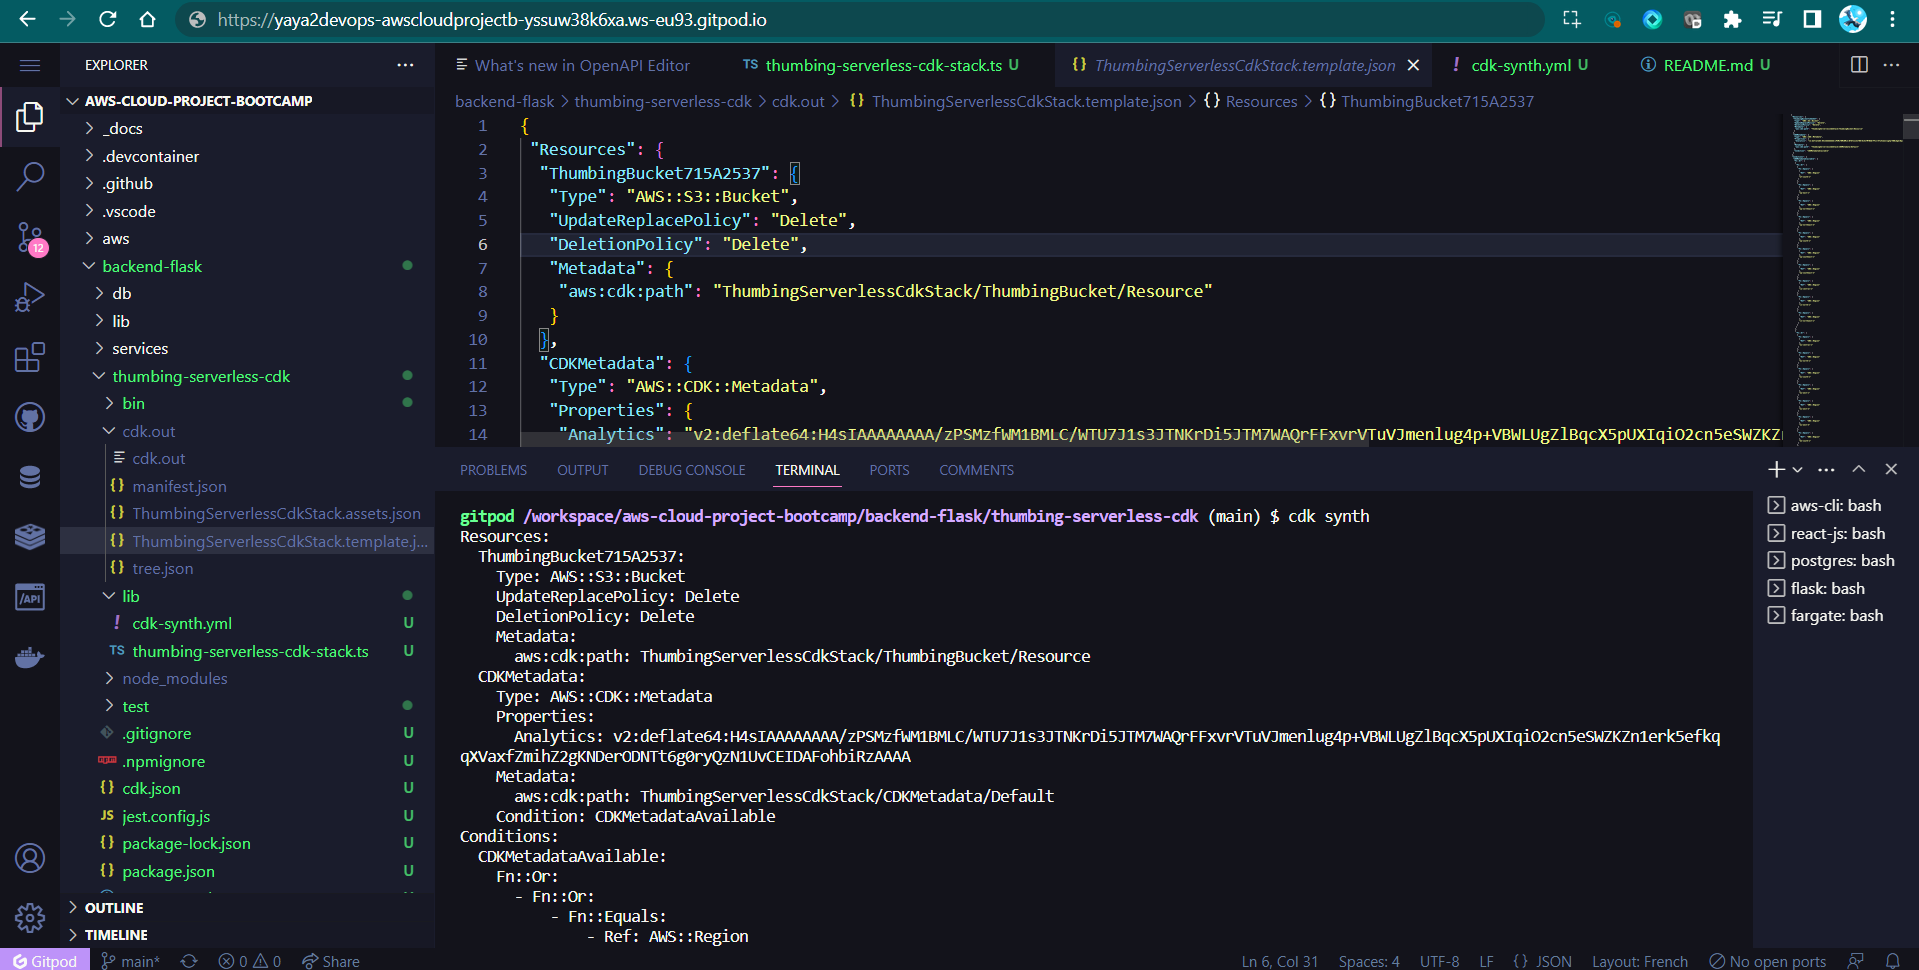 https://yaya2devops-awscloudprojectb-yssuw38k6xa.ws-eu93.gitpod.io
EXPLORER
AWS-CLOUD-PROJECT-BOOTCAMP
_docs
.devcontainer
.github
.vscode
aws
backend-flask
db
lib
services
thumbing-serverless-cdk
bin
cdk.out
cdk.out
{} manifest.json
{} ThumbingServerlessCdkStack.assets.json
{} ThumbingServerlessCdkStack.template.j...
{} tree.json
lib
! cdk-synth.yml U
TS thumbing-serverless-cdk-stack.ts U
node_modules
test
.gitignore U
.npmignore U
{} cdk.json U
JS jest.config.js U
{} package-lock.json U
{} package.json U
OUTLINE
TIMELINE
12
/API
What's new in OpenAPI Editor
TS thumbing-serverless-cdk-stack.ts U
{} ThumbingServerlessCdkStack.template.json
! cdk-synth.yml U
README.md U
backend-flask > thumbing-serverless-cdk > cdk.out > {} ThumbingServerlessCdkStack.template.json > {} Resources > {} ThumbingBucket715A2537
1 {
2 "Resources": {
3 "ThumbingBucket715A2537": {
4 "Type": "AWS::S3::Bucket",
5 "UpdateReplacePolicy": "Delete",
6 "DeletionPolicy": "Delete",
7 "Metadata": {
8 "aws:cdk:path": "ThumbingServerlessCdkStack/ThumbingBucket/Resource"
9 }
10 },
11 "CDKMetadata": {
12 "Type": "AWS::CDK::Metadata",
13 "Properties": {
14 "Analytics": "v2:deflate64:H4sIAAAAAAAA/zPSMzfWM1BMLC/WTU7J1s3JTNKrDi5JTM7WAQrFFxvrVTuVJmenlug4p+VBWLUgZlBqcX5pUXIqiO2cn5eSWZKZ
PROBLEMS
OUTPUT
DEBUG CONSOLE
TERMINAL
PORTS
COMMENTS
gitpod /workspace/aws-cloud-project-bootcamp/backend-flask/thumbing-serverless-cdk (main) $ cdk synth
Resources:
ThumbingBucket715A2537:
Type: AWS::S3::Bucket
UpdateReplacePolicy: Delete
DeletionPolicy: Delete
Metadata:
aws:cdk:path: ThumbingServerlessCdkStack/ThumbingBucket/Resource
CDKMetadata:
Type: AWS::CDK::Metadata
Properties:
Analytics: v2:deflate64:H4sIAAAAAAAA/zPSMzfWM1BMLC/WTU7J1s3JTNKrDi5JTM7WAQrFFxvrVTuVJmenlug4p+VBWLUgZlBqcX5pUXIqiO2cn5eSWZKZn1erk5efkq
qXVaxfZmihZ2gKNDerODNTt6g0ryQzN1UvCEIDAFohbiRzAAAA
Metadata:
aws:cdk:path: ThumbingServerlessCdkStack/CDKMetadata/Default
Condition: CDKMetadataAvailable
Conditions:
CDKMetadataAvailable:
Fn::Or:
- Fn::Or:
- Fn::Equals:
- Ref: AWS::Region
aws-cli: bash
react-js: bash
postgres: bash
flask: bash
fargate: bash
Gitpod
main*
0 0
Share
Ln 6, Col 31
Spaces: 4
UTF-8
LF
{} JSON
Layout: French
No open ports